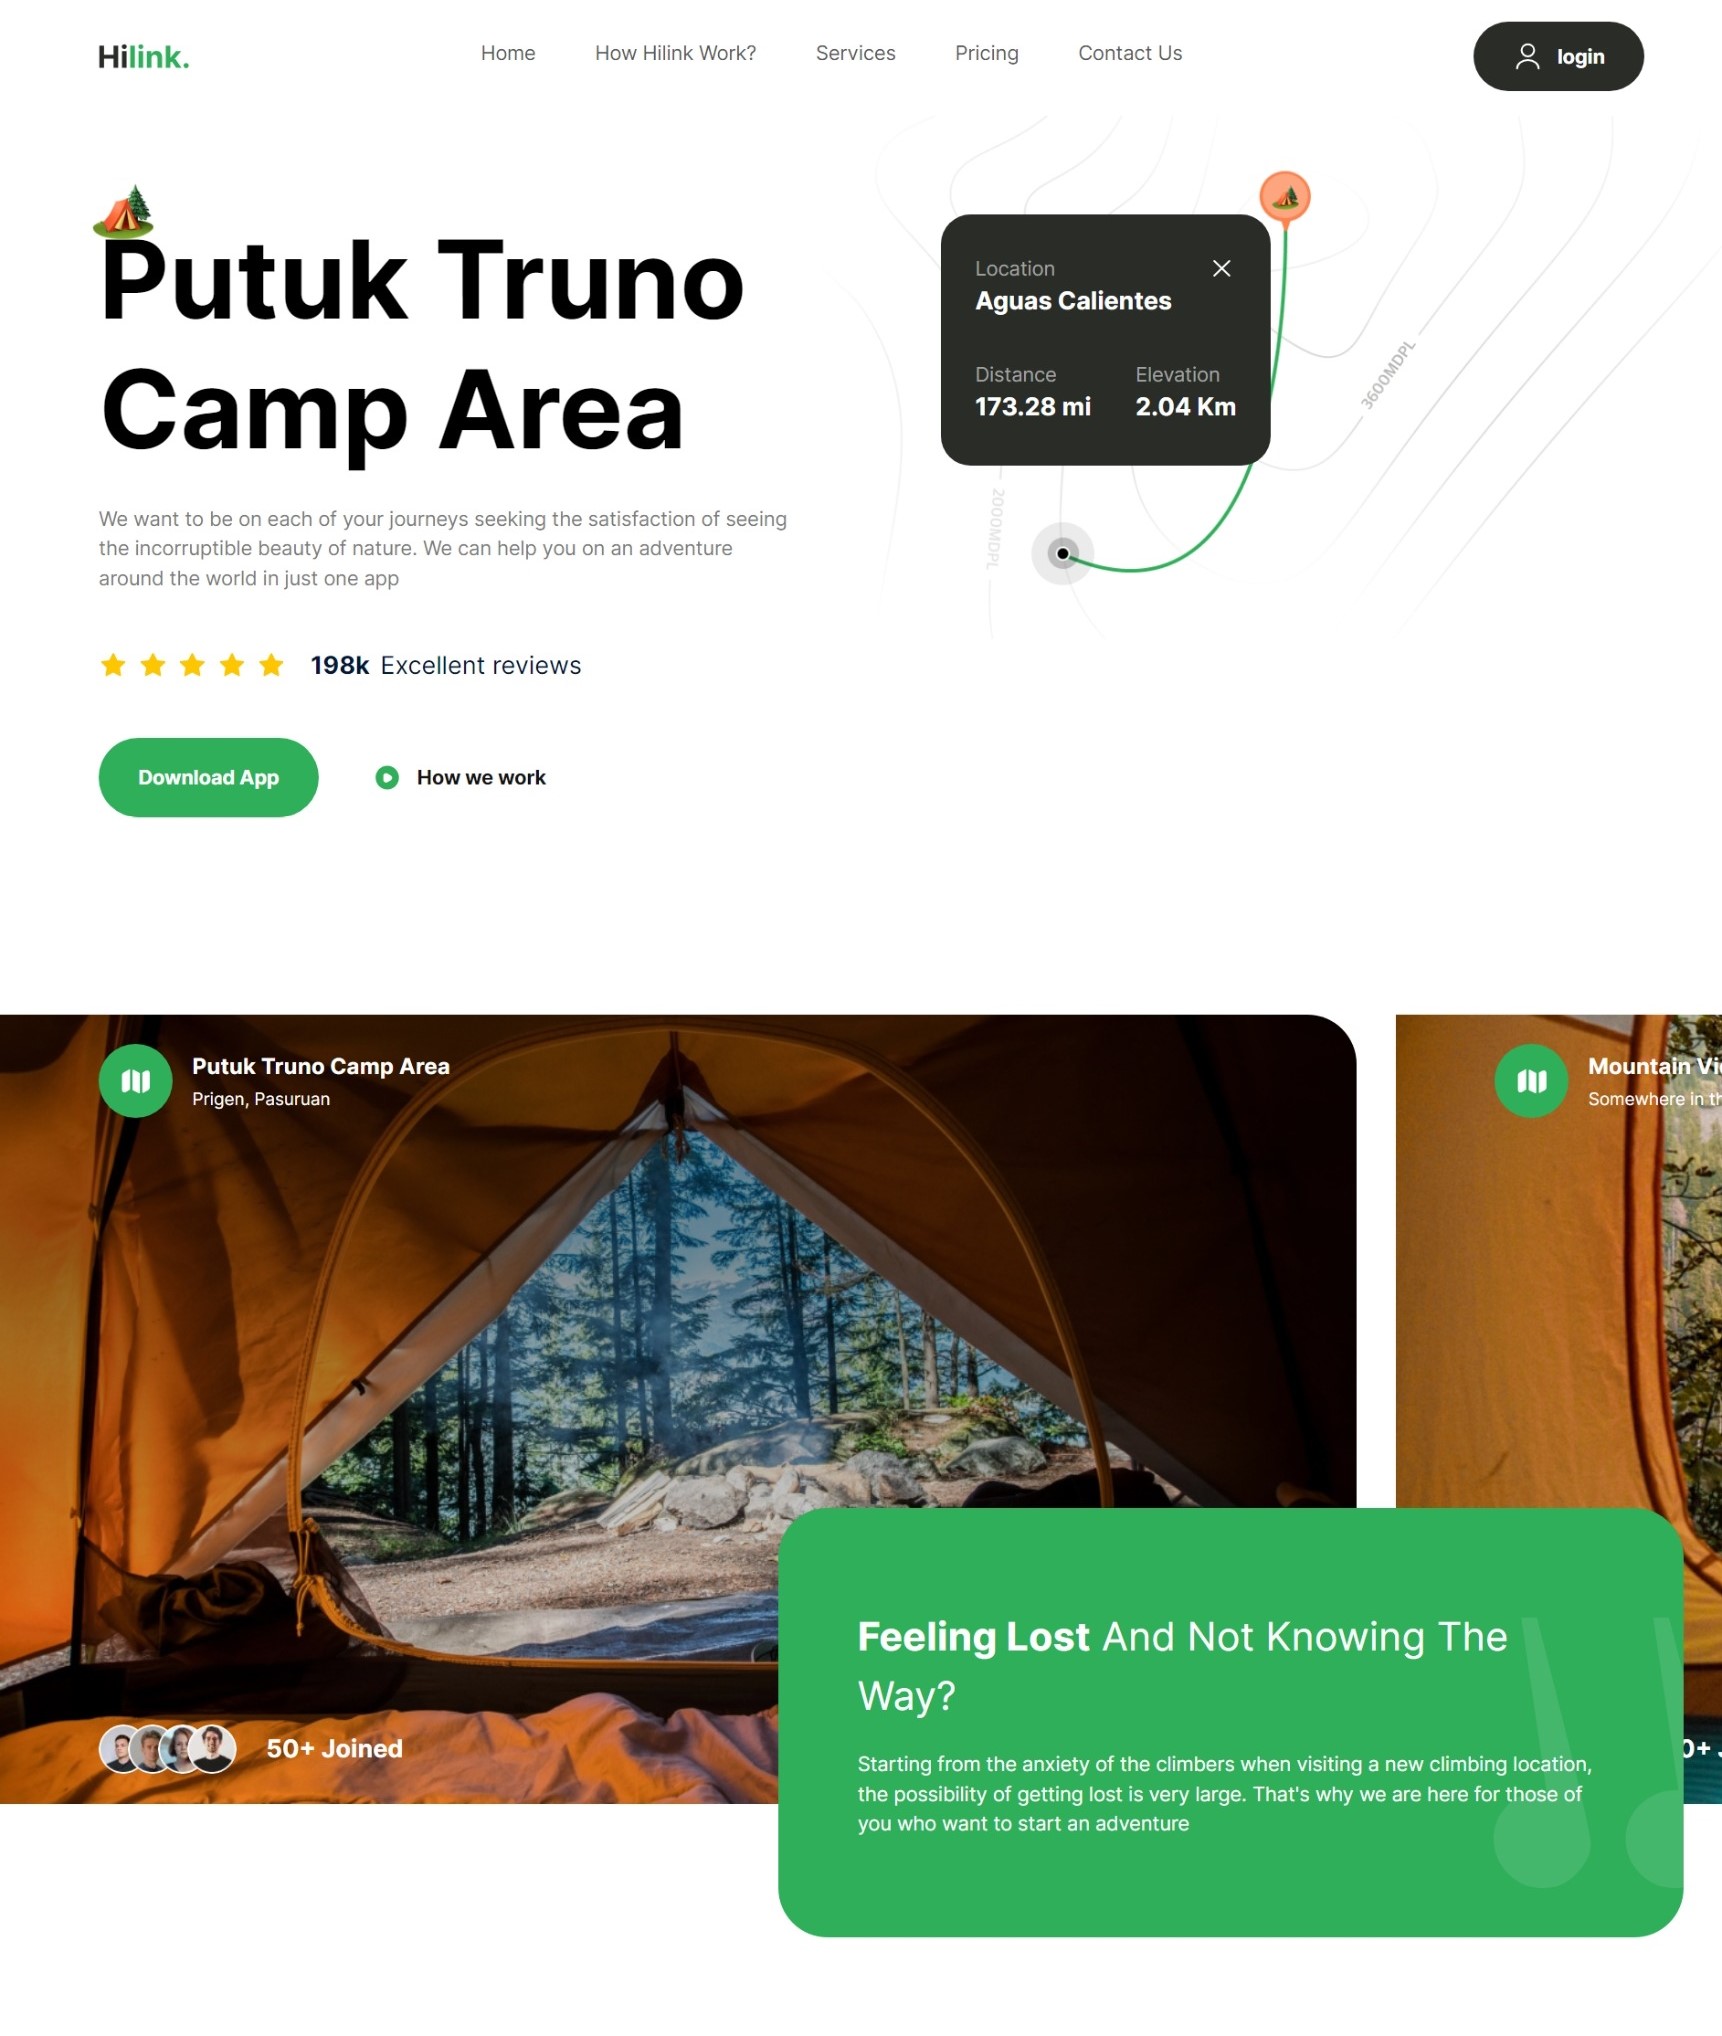 Hilink.
Home
How Hilink Work?
Services
Pricing
Contact Us
login
Putuk Truno
Camp Area
We want to be on each of your journeys seeking the satisfaction of seeing
the incorruptible beauty of nature. We can help you on an adventure
around the world in just one app
198k Excellent reviews
Download App
How we work
Location
Aguas Calientes
Distance
173.28 mi
Elevation
2.04 Km
3600MDPL
2000MDPL
Putuk Truno Camp Area
Prigen, Pasuruan
50+ Joined
Mountain
Somewhere in
Feeling Lost And Not Knowing The
Way?
Starting from the anxiety of the climbers when visiting a new climbing location,
the possibility of getting lost is very large. That's why we are here for those of
you who want to start an adventure